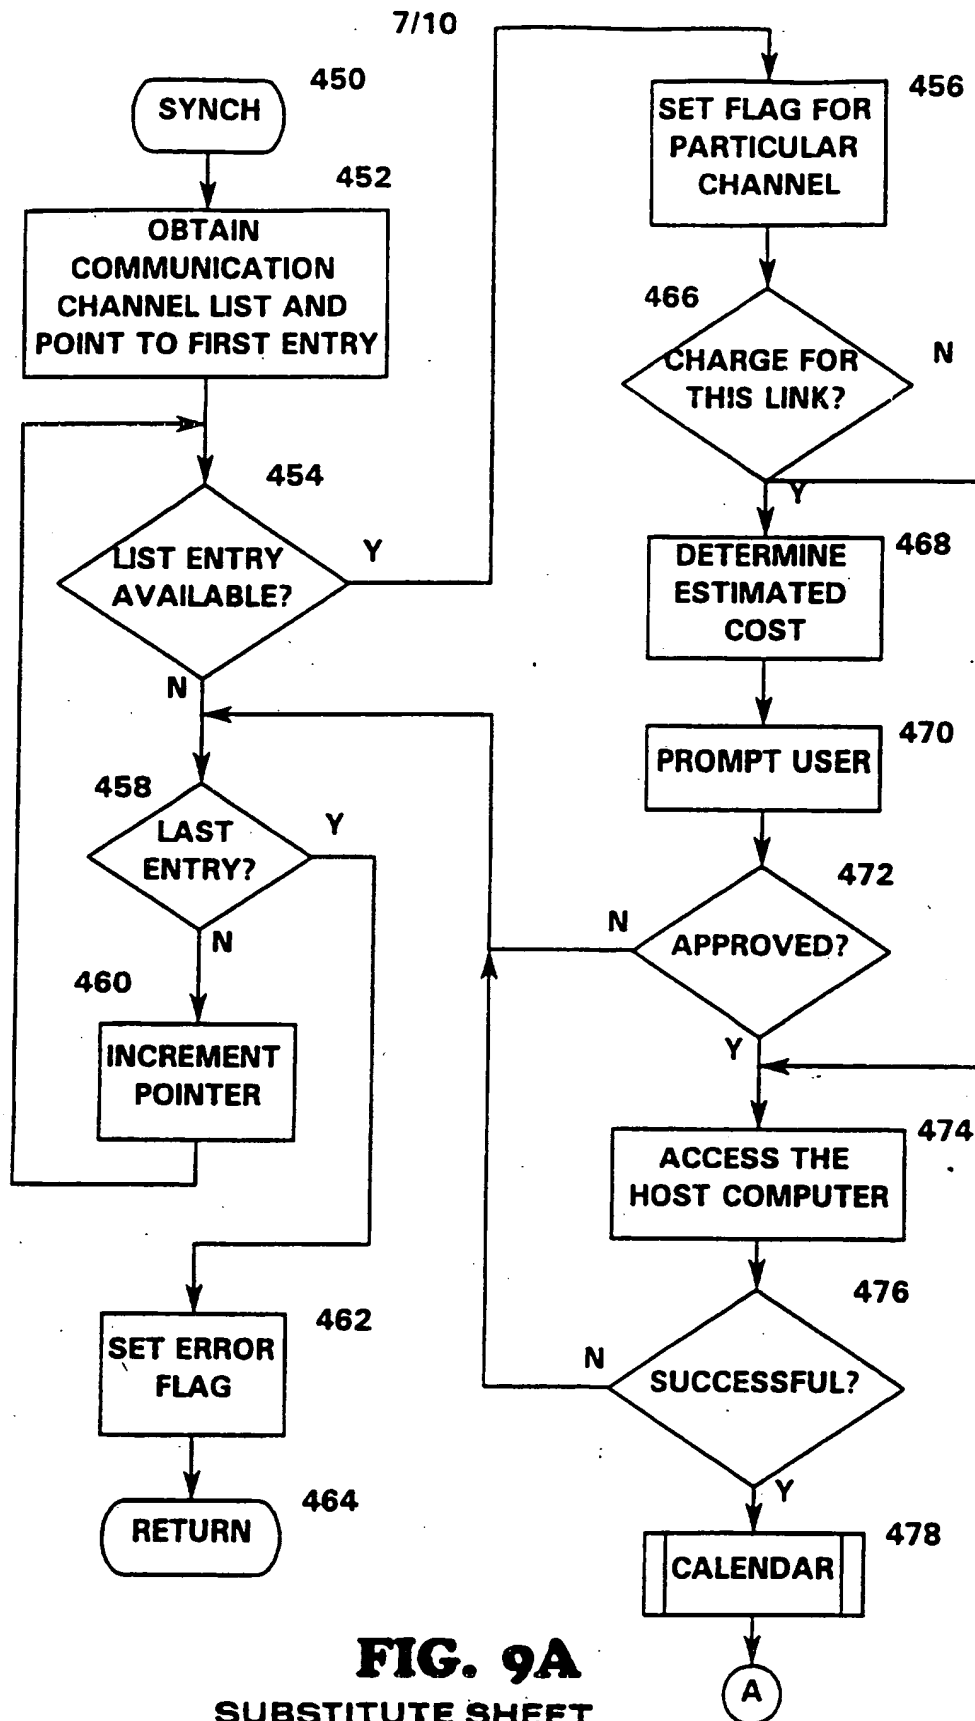 7/10
450
SYNCH
452
OBTAIN
COMMUNICATION
CHANNEL LIST AND
POINT TO FIRST ENTRY
454
LIST ENTRY
AVAILABLE?
Y
N
458
LAST
ENTRY?
Y
N
460
INCREMENT
POINTER
462
SET ERROR
FLAG
464
RETURN
456
SET FLAG FOR
PARTICULAR
CHANNEL
466
CHARGE FOR
THIS LINK?
N
Y
468
DETERMINE
ESTIMATED
COST
470
PROMPT USER
472
APPROVED?
N
Y
474
ACCESS THE
HOST COMPUTER
476
SUCCESSFUL?
N
Y
478
CALENDAR
A
FIG. 9A
SUBSTITUTE SHEET